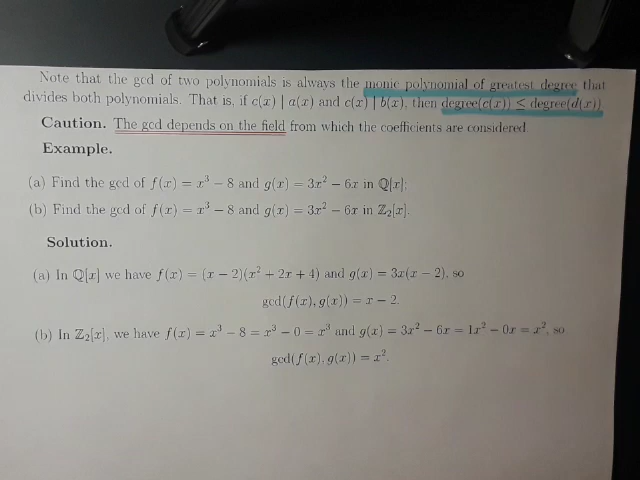 Note that the gcd of two polynomials is always the monic polynomial of greatest degree that
divides both polynomials. That is, if c(x) | a(x) and c(x) | b(x), then degree(c(x)) ≤ degree(d(x)).
Caution. The gcd depends on the field from which the coefficients are considered.
Example.
(a) Find the gcd of f(x) = x³ − 8 and g(x) = 3x² − 6x in ℚ[x];
(b) Find the gcd of f(x) = x³ − 8 and g(x) = 3x² − 6x in ℤ₂[x].
Solution.
(a) In ℚ[x] we have f(x) = (x − 2)(x² + 2x + 4) and g(x) = 3x(x − 2), so
gcd(f(x), g(x)) = x − 2.
(b) In ℤ₂[x], we have f(x) = x³ − 8 = x³ − 0 = x³ and g(x) = 3x² − 6x = 1x² − 0x = x², so
gcd(f(x), g(x)) = x².